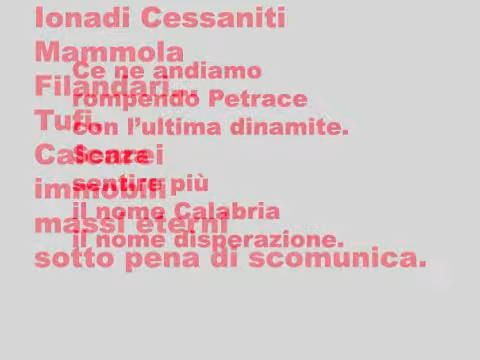 Ionadi Cessaniti
Mammola
Filandari...
Tufi.
Calcarei
immobili
massi eterni
sotto pena di scomunica.
Ce ne andiamo
rompendo Petrace
con l’ultima dinamite.
Senza
sentire più
il nome Calabria
il nome disperazione.